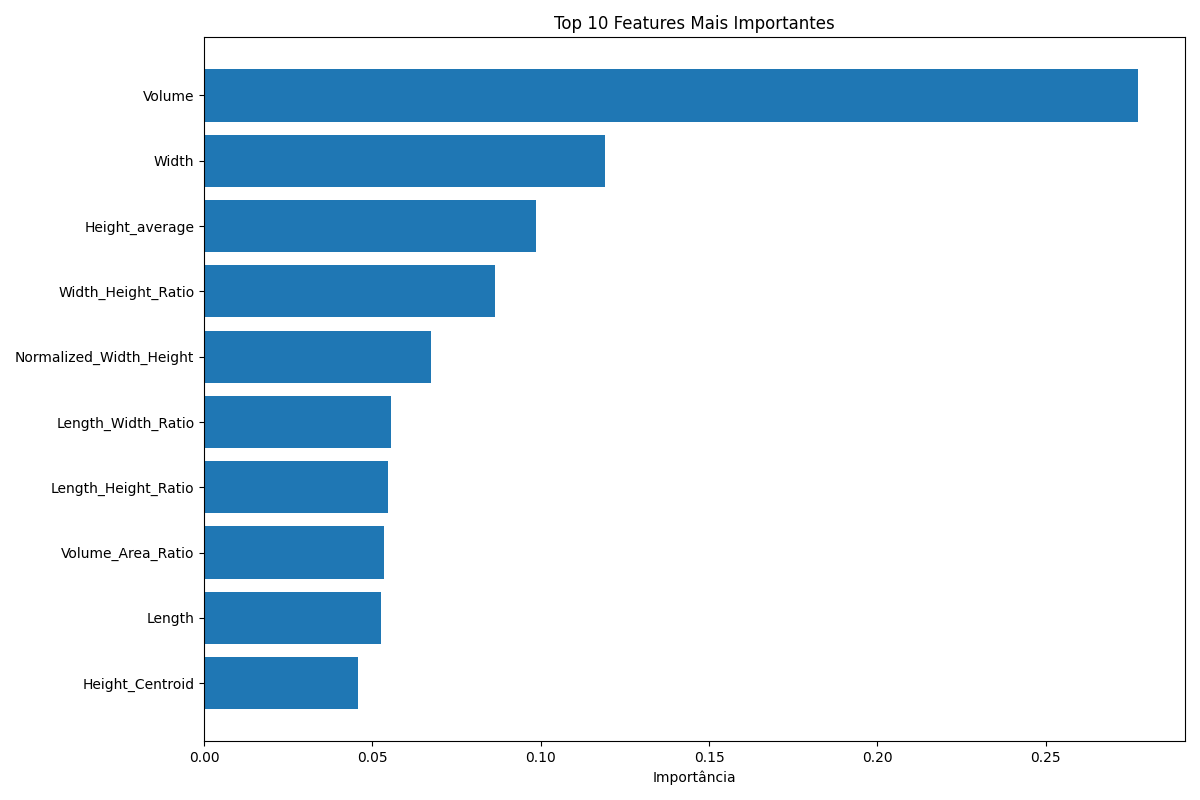 Top 10 Features Mais Importantes
Volume
Width
Height_average
Width_Height_Ratio
Normalized_Width_Height
Length_Width_Ratio
Length_Height_Ratio
Volume_Area_Ratio
Length
Height_Centroid
0.00 0.05 0.10 0.15 0.20 0.25
Importância